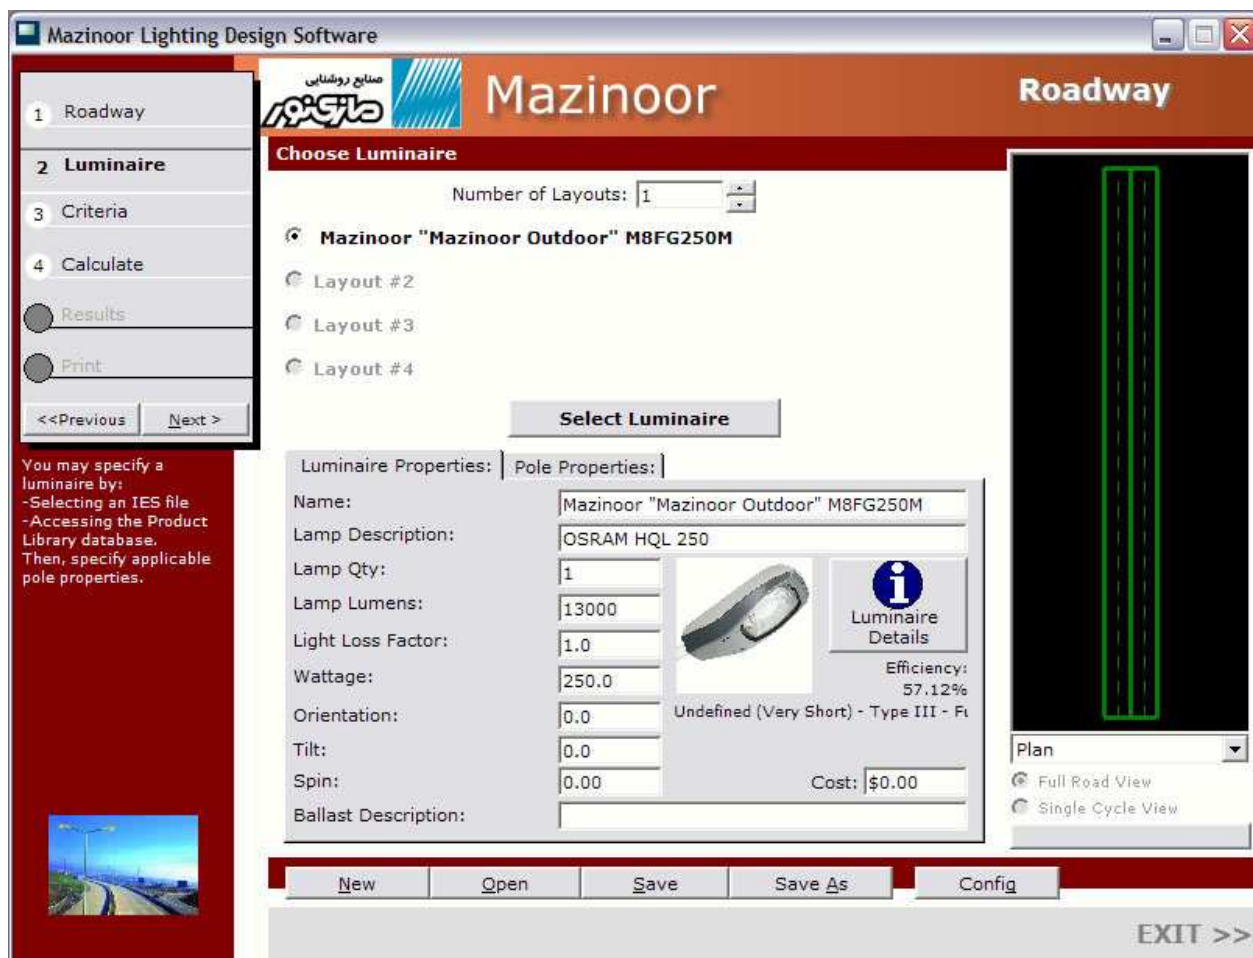 Mazinoor Lighting Design Software
صنایع روشنایی
مازی نور
Mazinoor
Roadway
1 Roadway
2 Luminaire
3 Criteria
4 Calculate
Results
Print
<<Previous
Next >
You may specify a
luminaire by:
-Selecting an IES file
-Accessing the Product
Library database.
Then, specify applicable
pole properties.
Choose Luminaire
Number of Layouts: 1
Mazinoor "Mazinoor Outdoor" M8FG250M
Layout #2
Layout #3
Layout #4
Select Luminaire
Luminaire Properties:
Pole Properties:
Name: Mazinoor "Mazinoor Outdoor" M8FG250M
Lamp Description: OSRAM HQL 250
Lamp Qty: 1
Lamp Lumens: 13000
Light Loss Factor: 1.0
Wattage: 250.0
Orientation: 0.0
Tilt: 0.0
Spin: 0.00
Luminaire
Details
Efficiency:
57.12%
Undefined (Very Short) - Type III - Fu
Cost: $0.00
Ballast Description:
Plan
Full Road View
Single Cycle View
New
Open
Save
Save As
Config
EXIT >>